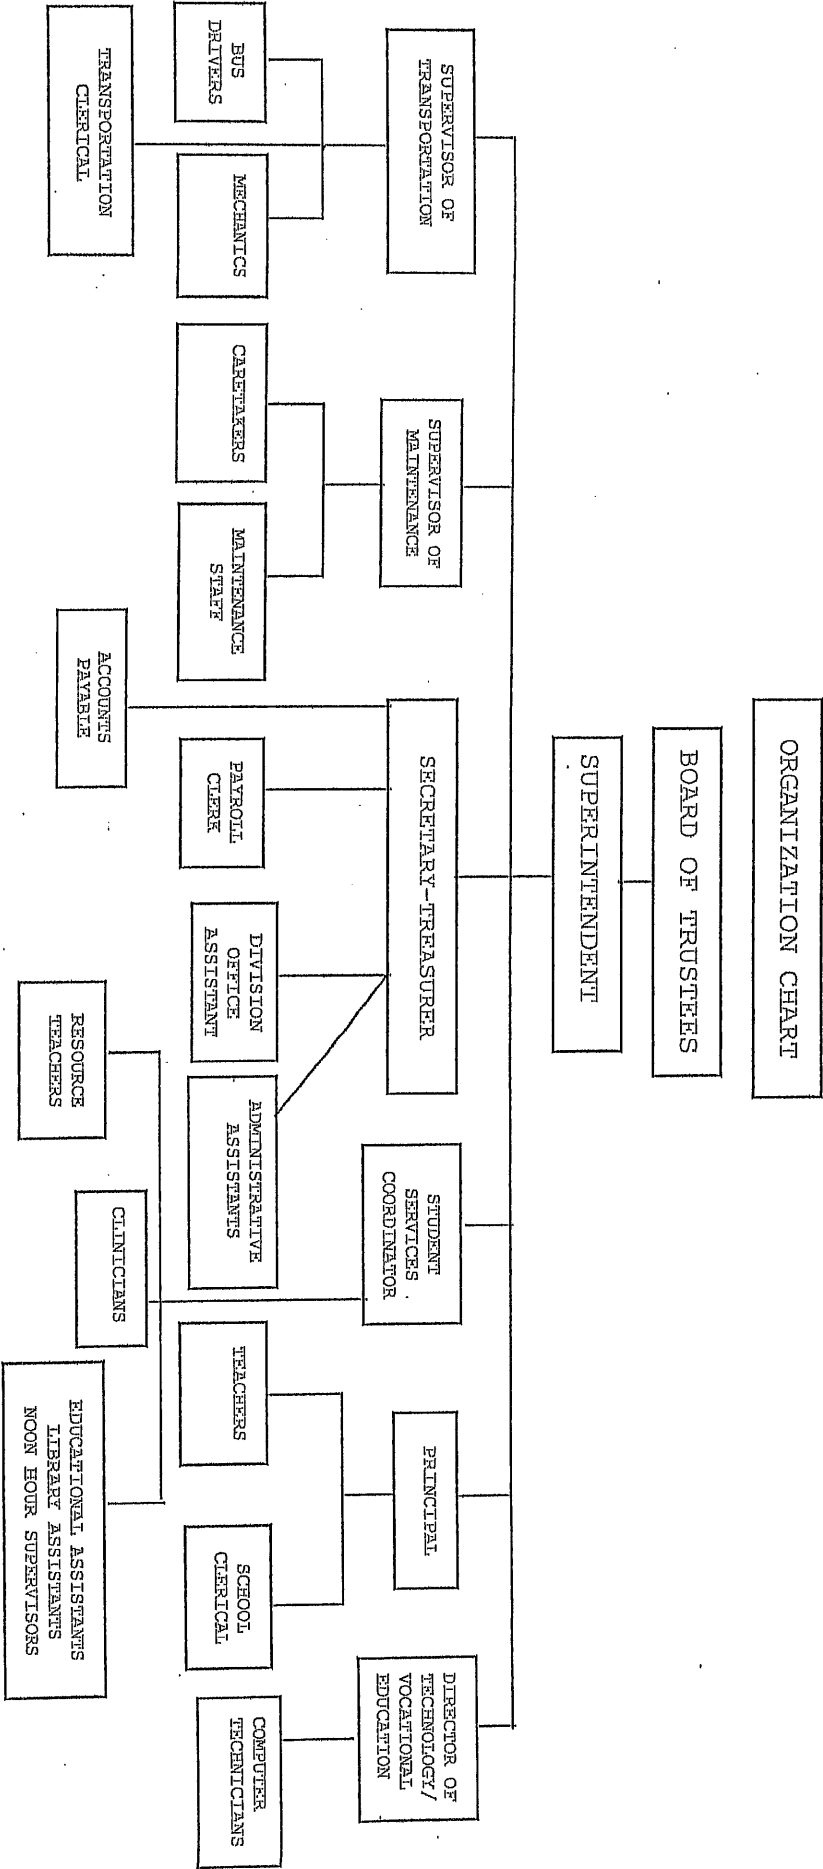 ORGANIZATION CHART
BOARD OF TRUSTEES
SUPERINTENDENT
SUPERVISOR OF
TRANSPORTATION
SUPERVISOR OF
MAINTENANCE
SECRETARY-TREASURER
STUDENT
SERVICES
COORDINATOR
PRINCIPAL
DIRECTOR OF
TECHNOLOGY/
VOCATIONAL
EDUCATION
BUS
DRIVERS
MECHANICS
CARETAKERS
MAINTENANCE
STAFF
PAYROLL
CLERK
DIVISION
OFFICE
ASSISTANT
ADMINISTRATIVE
ASSISTANTS
TEACHERS
SCHOOL
CLERICAL
COMPUTER
TECHNICIANS
TRANSPORTATION
CLERICAL
ACCOUNTS
PAYABLE
RESOURCE
TEACHERS
CLINICIANS
EDUCATIONAL ASSISTANTS
LIBRARY ASSISTANTS
NOON HOUR SUPERVISORS